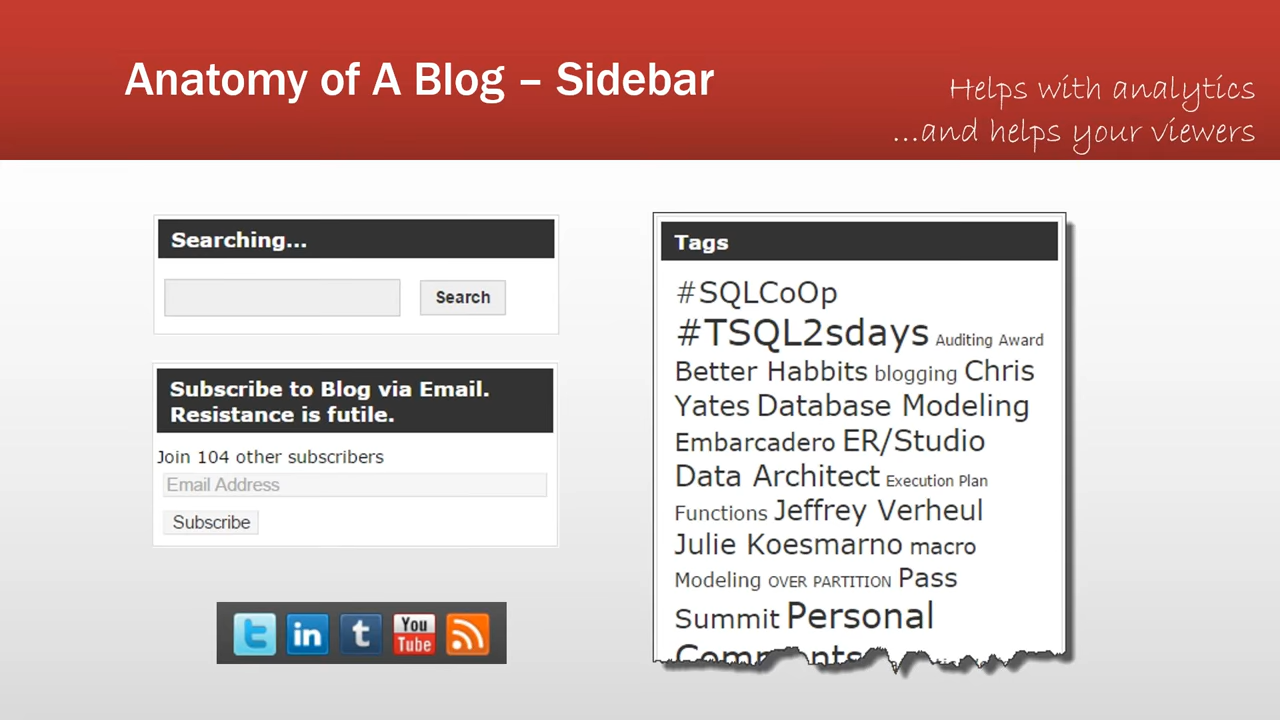 Anatomy of A Blog – Sidebar
Helps with analytics
...and helps your viewers
Searching...
Search
Subscribe to Blog via Email.
Resistance is futile.
Join 104 other subscribers
Email Address
Subscribe
t
in
t
You
Tube
Tags
#SQLCoOp
#TSQL2sdays Auditing Award
Better Habbits blogging Chris
Yates Database Modeling
Embarcadero ER/Studio
Data Architect Execution Plan
Functions Jeffrey Verheul
Julie Koesmarno macro
Modeling OVER PARTITION Pass
Summit Personal
Comments